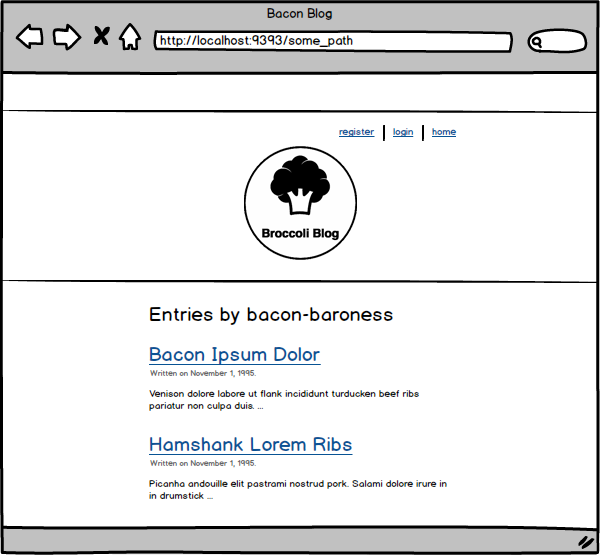 Bacon Blog
http://localhost:9393/some_path
register login home
Broccoli Blog
Entries by bacon-baroness
Bacon Ipsum Dolor
Written on November 1, 1995.
Venison dolore labore ut flank incididunt turducken beef ribs
pariatur non culpa duis. ...
Hamshank Lorem Ribs
Written on November 1, 1995.
Picanha andouille elit pastrami nostrud pork. Salami dolore irure in
in drumstick ...